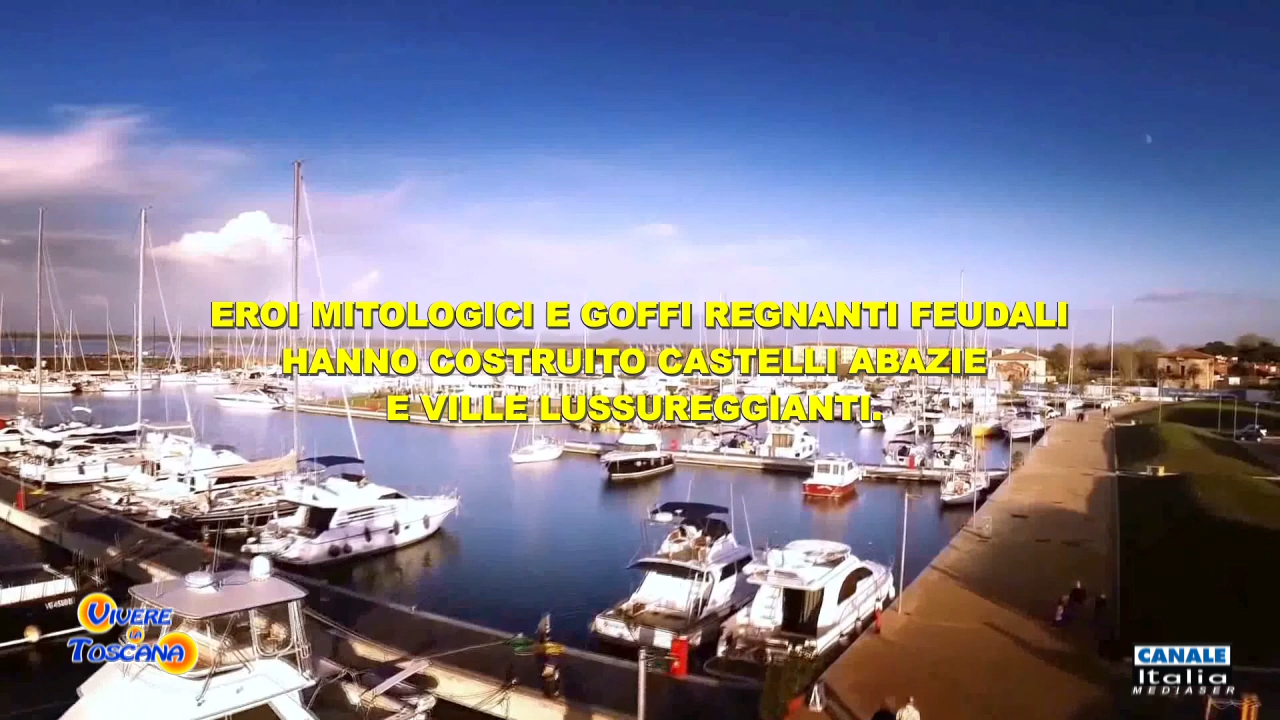 EROI MITOLOGICI E GOFFI REGNANTI FEUDALI
HANNO COSTRUITO CASTELLI ABAZIE
E VILLE LUSSUREGGIANTI.
VIVERE
LA
TOSCANA
CANALE
Italia
MEDIASER